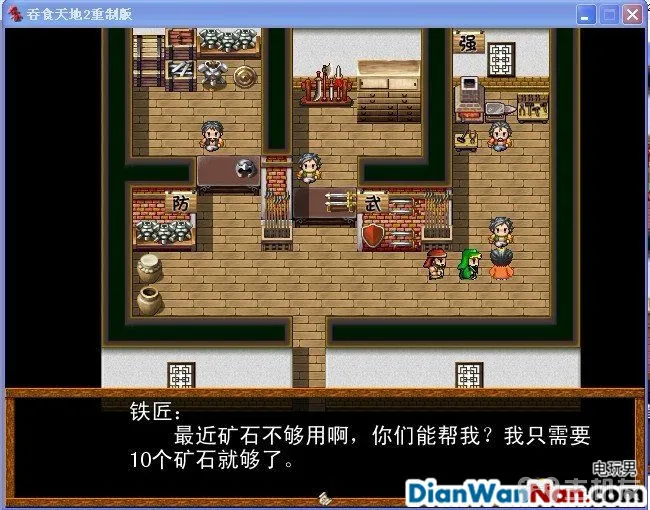 吞食天地2重制版
强
防
武
铁匠：
最近矿石不够用啊，你们能帮我？我只需要
10个矿石就够了。
电玩男
DianWanNan.com